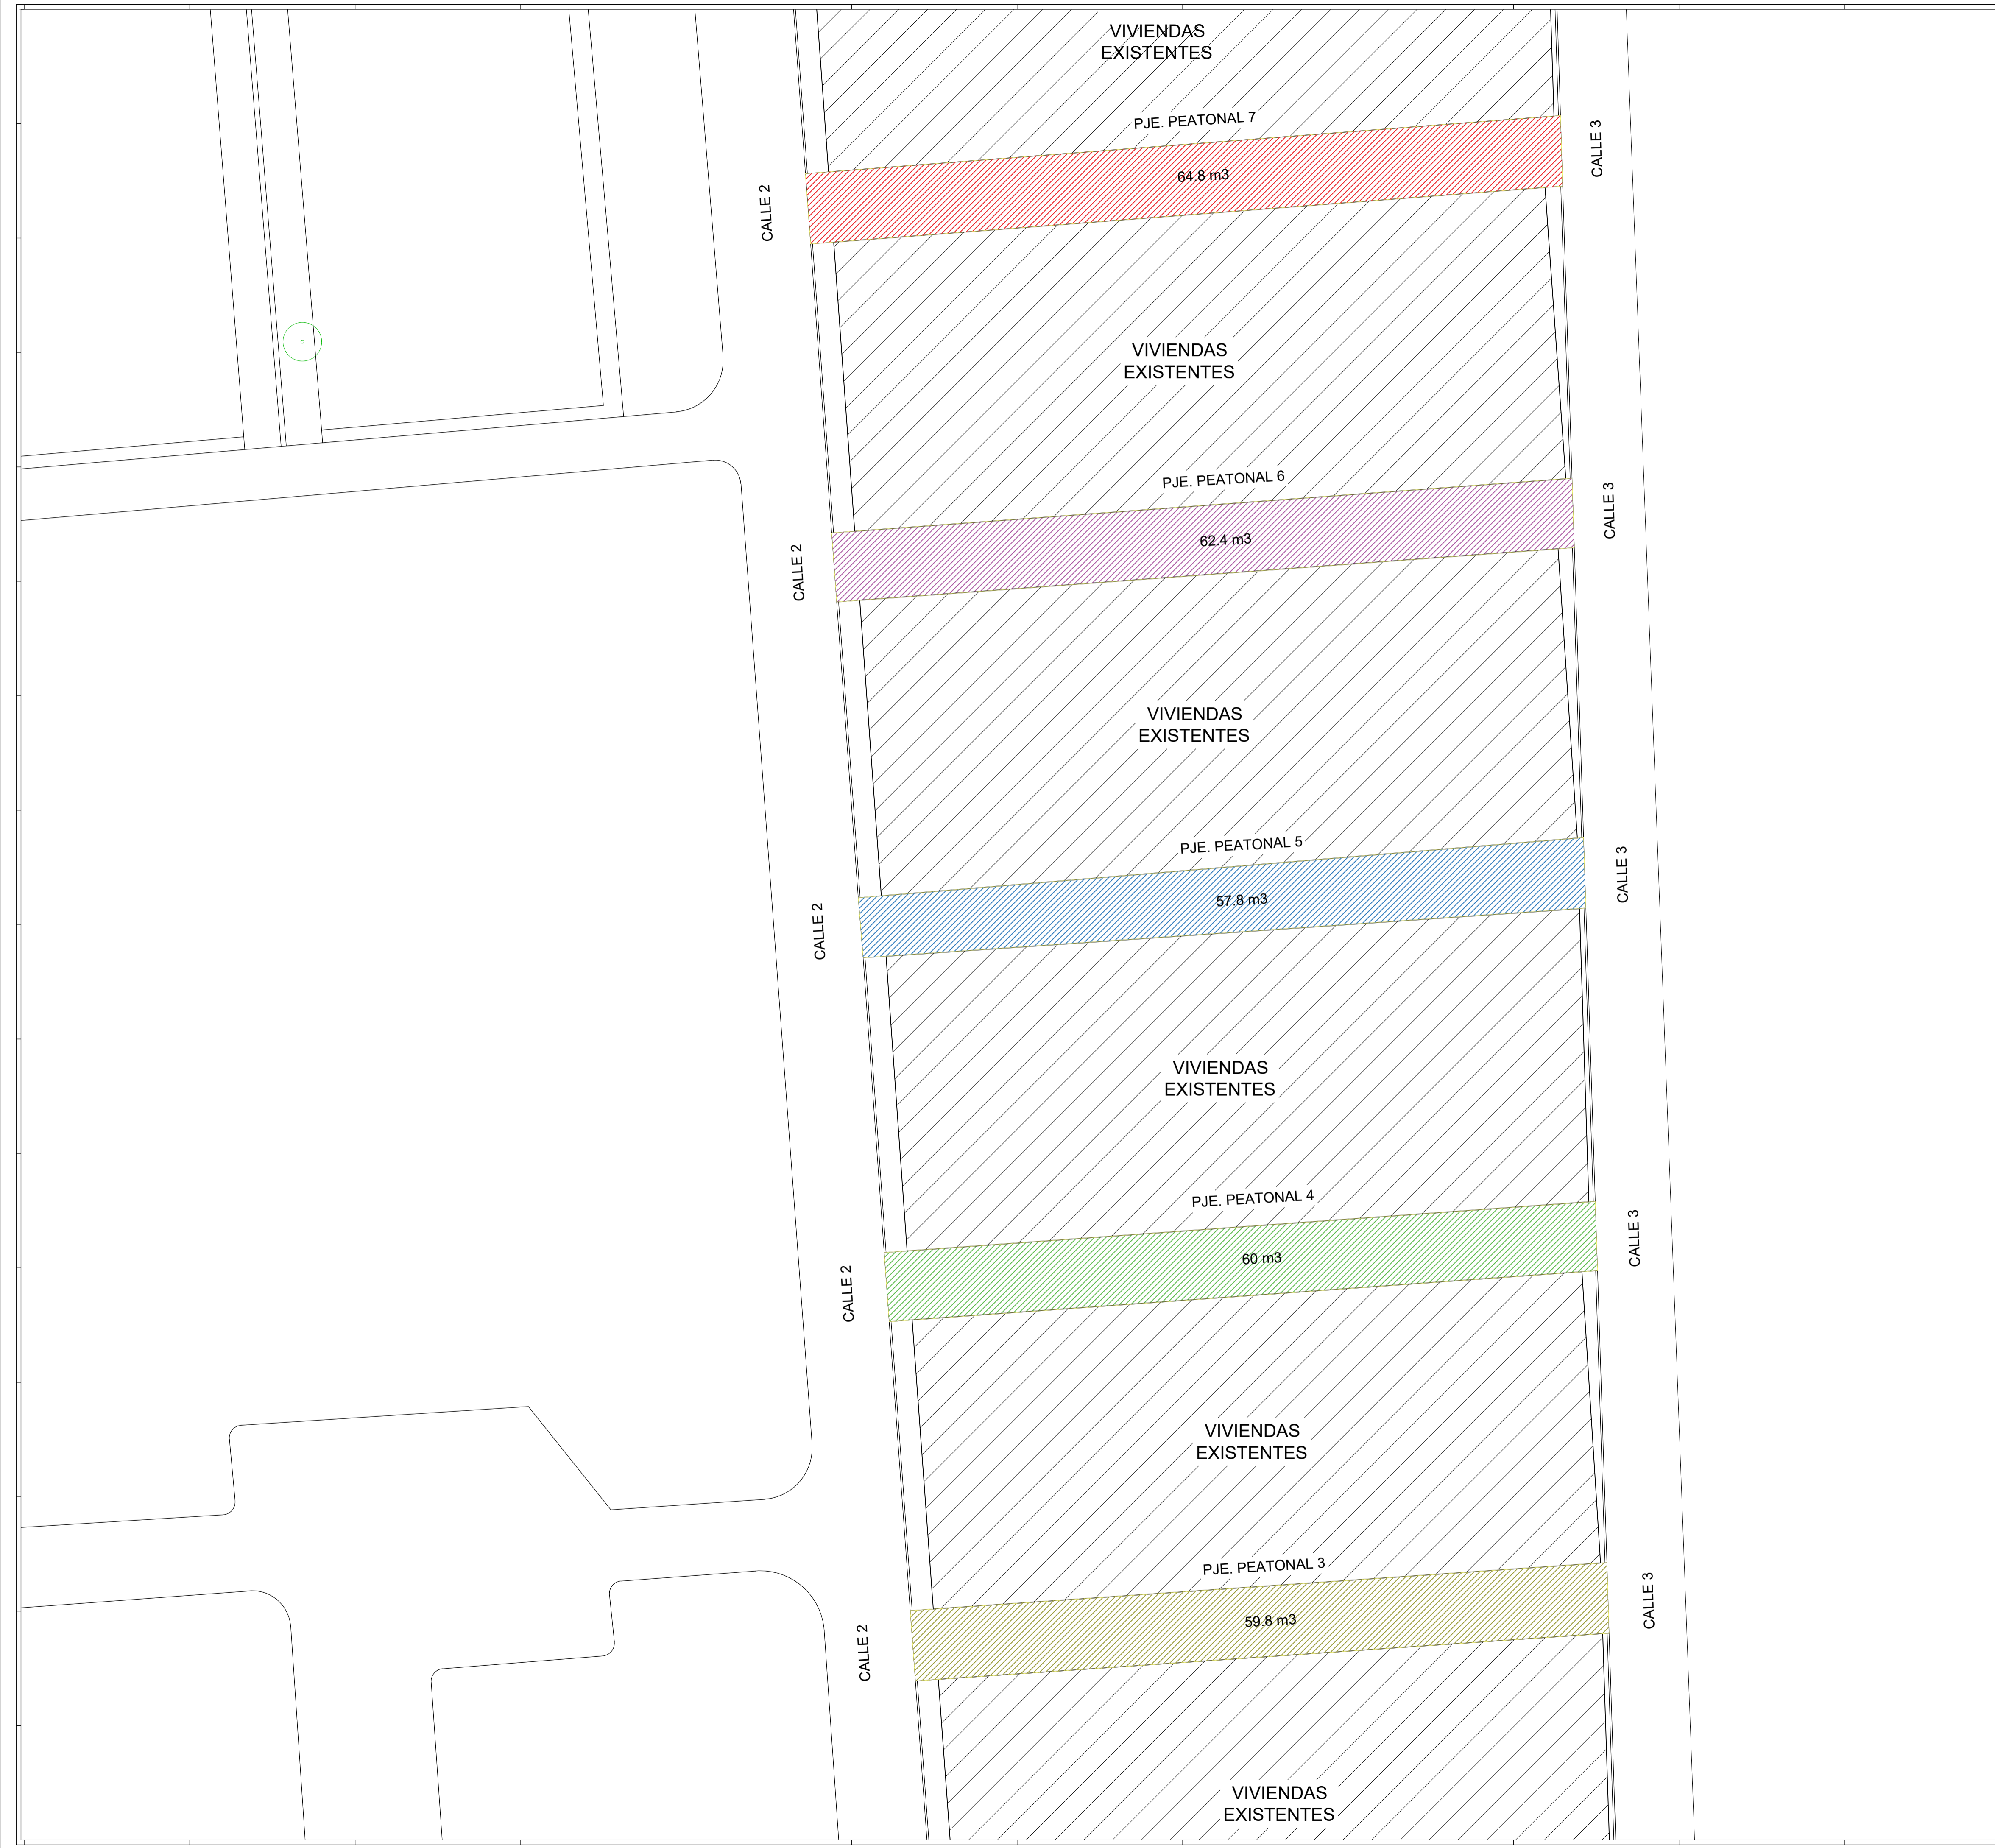 VIVIENDAS
EXISTENTES
PJE. PEATONAL 7
CALLE 3
64.8 m3
CALLE 2
VIVIENDAS
EXISTENTES
PJE. PEATONAL 6
CALLE 3
62.4 m3
CALLE 2
VIVIENDAS
EXISTENTES
PJE. PEATONAL 5
CALLE 3
57.8 m3
CALLE 2
VIVIENDAS
EXISTENTES
PJE. PEATONAL 4
CALLE 3
60 m3
CALLE 2
VIVIENDAS
EXISTENTES
PJE. PEATONAL 3
CALLE 3
59.8 m3
CALLE 2
VIVIENDAS
EXISTENTES